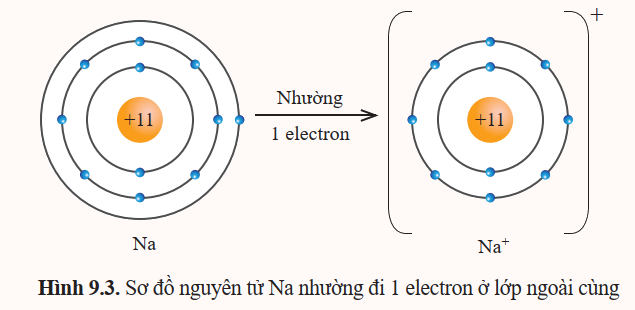 +11
Na
Nhường
1 electron
+11
+
Na⁺
Hình 9.3. Sơ đồ nguyên tử Na nhường đi 1 electron ở lớp ngoài cùng